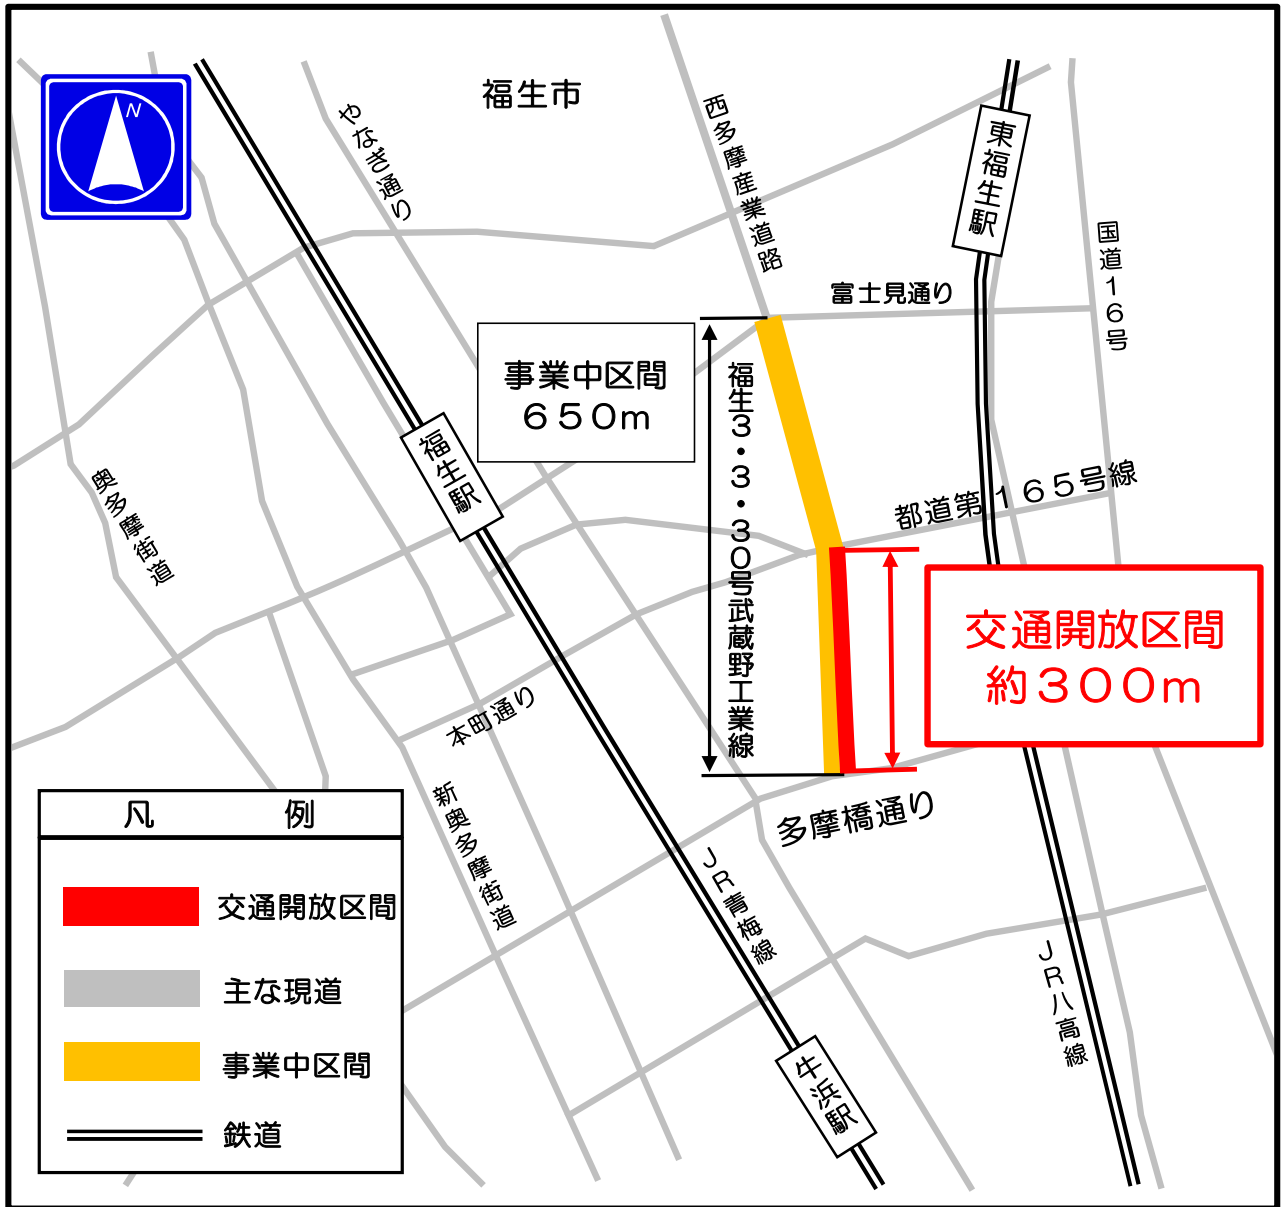 福生市
N
やなぎ通り
西多摩産業道路
東福生駅
国道16号
富士見通り
事業中区間
650m
福生3・3・30号武蔵野工業線
福生駅
奥多摩街道
都道第165号線
交通開放区間
約300m
本町通り
新奥多摩街道
多摩橋通り
JR青梅線
JR八高線
牛浜駅
凡 例
交通開放区間
主な現道
事業中区間
鉄道